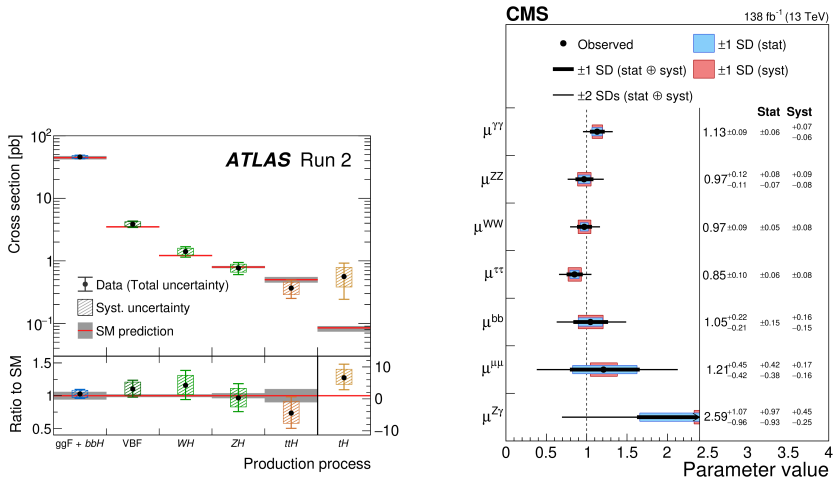 ATLAS Run 2
Cross section [pb]
10²
10
1
10⁻¹
Data (Total uncertainty)
Syst. uncertainty
SM prediction
Ratio to SM
1.5
1
0.5
10
0
−10
ggF + bbH VBF WH ZH ttH tH
Production process
CMS 138 fb⁻¹ (13 TeV)
Observed ±1 SD (stat)
±1 SD (stat ⊕ syst) ±1 SD (syst)
±2 SDs (stat ⊕ syst)
Stat Syst
μ^γγ 1.13 ±0.09 ±0.06 +0.07 −0.06
μ^ZZ 0.97 +0.12 −0.11 +0.08 −0.07 +0.09 −0.08
μ^WW 0.97 ±0.09 ±0.05 ±0.08
μ^ττ 0.85 ±0.10 ±0.06 ±0.08
μ^bb 1.05 +0.22 −0.21 ±0.15 +0.16 −0.15
μ^μμ 1.21 +0.45 −0.42 +0.42 −0.38 +0.17 −0.16
μ^Zγ 2.59 +1.07 −0.96 +0.97 −0.93 +0.45 −0.25
0 0.5 1 1.5 2 2.5 3 3.5 4
Parameter value